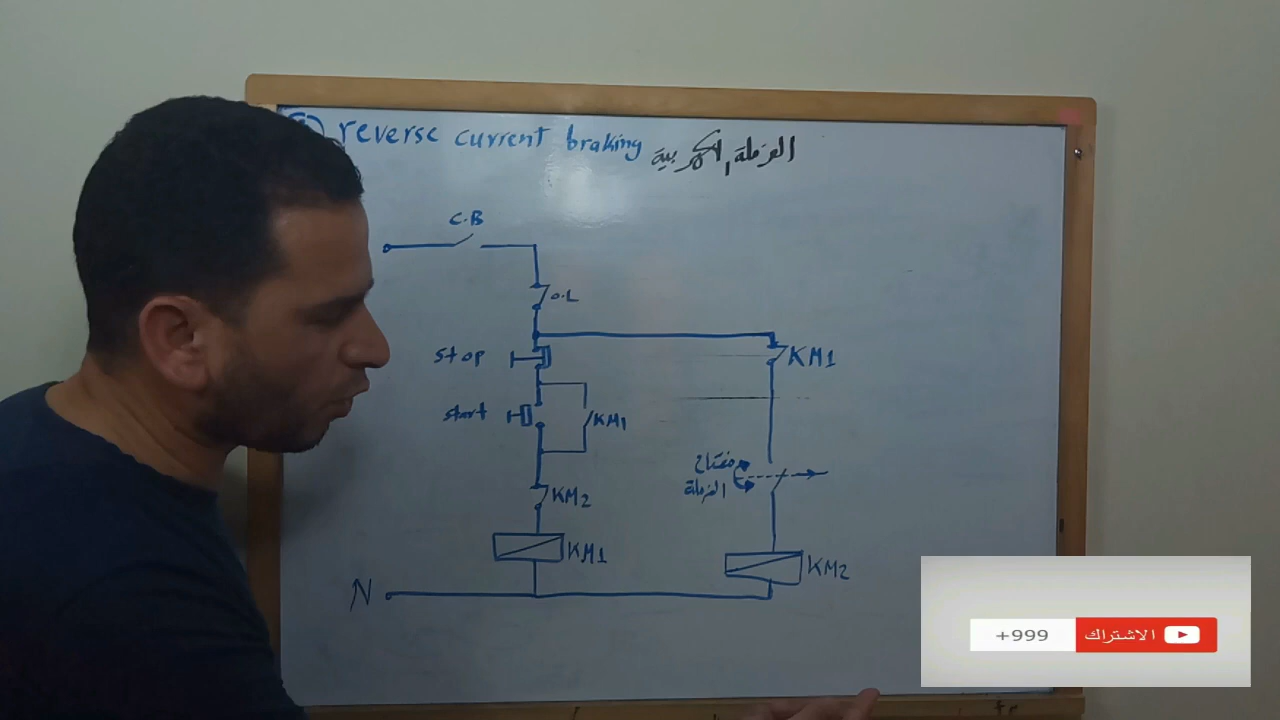 reverse current braking الفرملة الكهربية
C.B
O.L
stop
KM1
start
KM1
مفتاح
الفرملة
KM2
KM1
KM2
N
+999 الاشتراك